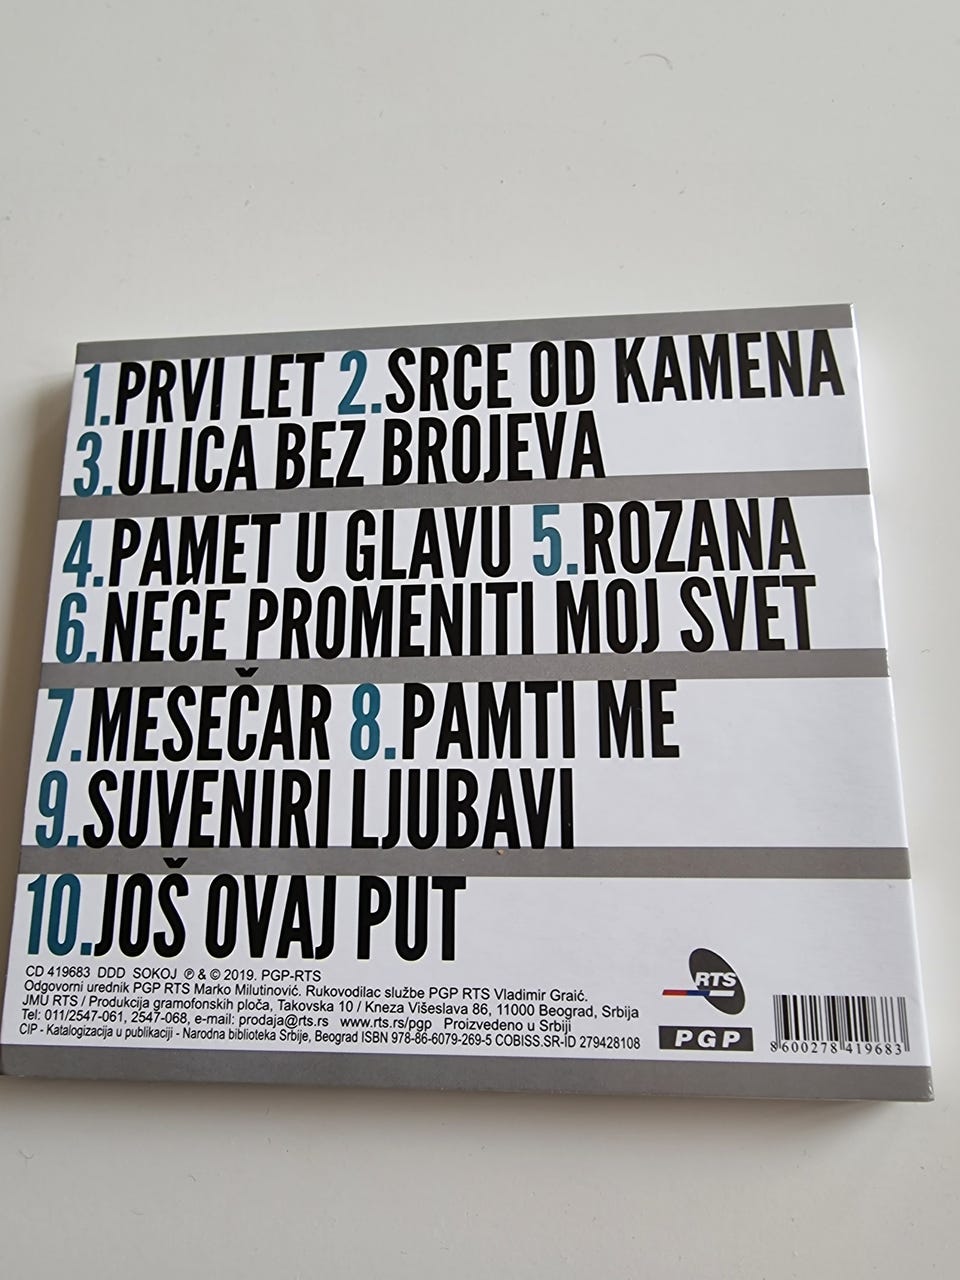 1.PRVI LET 2.SRCE OD KAMENA
3.ULICA BEZ BROJEVA
4.PAMET U GLAVU 5.ROZANA
6.NEĆE PROMENITI MOJ SVET
7.MESEČAR 8.PAMTI ME
9.SUVENIRI LJUBAVI
10.JOŠ OVAJ PUT
CD 419683 DDD SOKOJ ℗ & © 2019. PGP-RTS
Odgovorni urednik PGP RTS Marko Milutinović. Rukovodilac službe PGP RTS Vladimir Graić.
JMU RTS / Produkcija gramofonskih ploča, Takovska 10 / Kneza Višeslava 86, 11000 Beograd, Srbija
Tel: 011/2547-061, 2547-068, e-mail: prodaja@rts.rs www.rts.rs/pgp Proizvedeno u Srbiji
CIP - Katalogizacija u publikaciji - Narodna biblioteka Srbije, Beograd ISBN 978-86-6079-269-5 COBISS.SR-ID 279428108
RTS
PGP
8600278419683